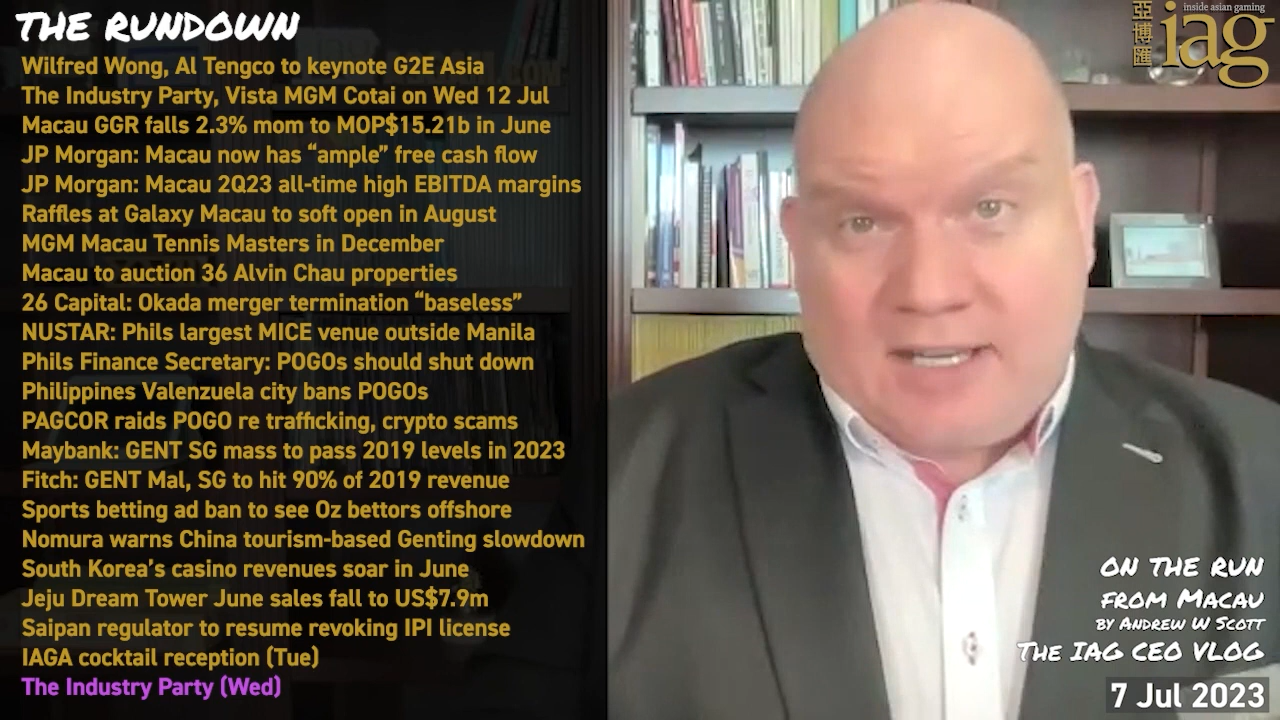 THE RUNDOWN
Wilfred Wong, Al Tengco to keynote G2E Asia
The Industry Party, Vista MGM Cotai on Wed 12 Jul
Macau GGR falls 2.3% mom to MOP$15.21b in June
JP Morgan: Macau now has “ample” free cash flow
JP Morgan: Macau 2Q23 all-time high EBITDA margins
Raffles at Galaxy Macau to soft open in August
MGM Macau Tennis Masters in December
Macau to auction 36 Alvin Chau properties
26 Capital: Okada merger termination “baseless”
NUSTAR: Phils largest MICE venue outside Manila
Phils Finance Secretary: POGOs should shut down
Philippines Valenzuela city bans POGOs
PAGCOR raids POGO re trafficking, crypto scams
Maybank: GENT SG mass to pass 2019 levels in 2023
Fitch: GENT Mal, SG to hit 90% of 2019 revenue
Sports betting ad ban to see Oz bettors offshore
Nomura warns China tourism-based Genting slowdown
South Korea’s casino revenues soar in June
Jeju Dream Tower June sales fall to US$7.9m
Saipan regulator to resume revoking IPI license
IAGA cocktail reception (Tue)
The Industry Party (Wed)
亞博匯
inside asian gaming
iag
ON THE RUN
FROM MACAU
BY ANDREW W SCOTT
THE IAG CEO VLOG
7 Jul 2023